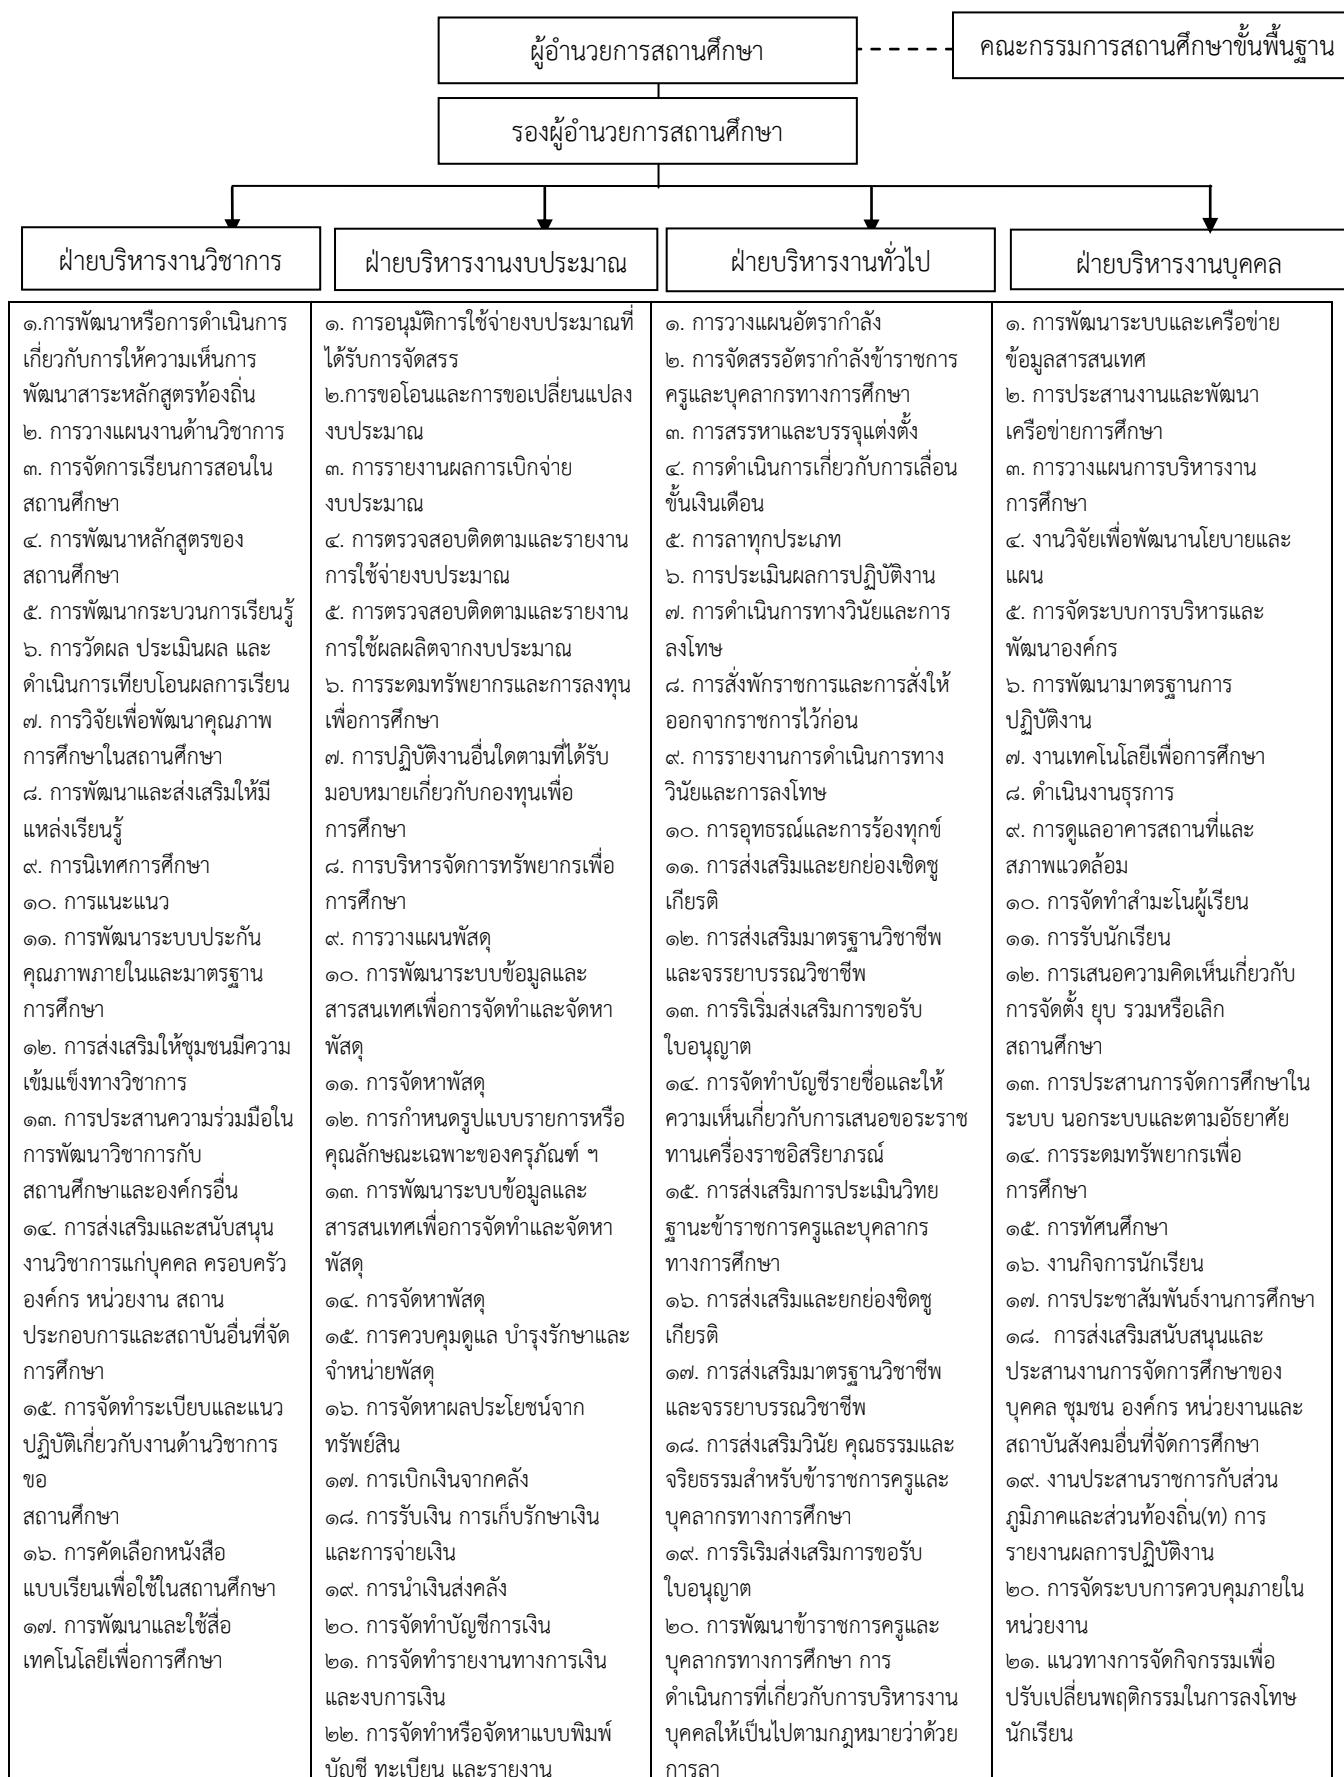 ผู้อำนวยการสถานศึกษา
คณะกรรมการสถานศึกษาขั้นพื้นฐาน
รองผู้อำนวยการสถานศึกษา
ฝ่ายบริหารงานวิชาการ
ฝ่ายบริหารงานงบประมาณ
ฝ่ายบริหารงานทั่วไป
ฝ่ายบริหารงานบุคคล
๑.การพัฒนาหรือการดำเนินการ
เกี่ยวกับการให้ความเห็นการ
พัฒนาสาระหลักสูตรท้องถิ่น
๒. การวางแผนงานด้านวิชาการ
๓. การจัดการเรียนการสอนใน
สถานศึกษา
๔. การพัฒนาหลักสูตรของ
สถานศึกษา
๕. การพัฒนากระบวนการเรียนรู้
๖. การวัดผล ประเมินผล และ
ดำเนินการเทียบโอนผลการเรียน
๗. การวิจัยเพื่อพัฒนาคุณภาพ
การศึกษาในสถานศึกษา
๘. การพัฒนาและส่งเสริมให้มี
แหล่งเรียนรู้
๙. การนิเทศการศึกษา
๑๐. การแนะแนว
๑๑. การพัฒนาระบบประกัน
คุณภาพภายในและมาตรฐาน
การศึกษา
๑๒. การส่งเสริมให้ชุมชนมีความ
เข้มแข็งทางวิชาการ
๑๓. การประสานความร่วมมือใน
การพัฒนาวิชาการกับ
สถานศึกษาและองค์กรอื่น
๑๔. การส่งเสริมและสนับสนุน
งานวิชาการแก่บุคคล ครอบครัว
องค์กร หน่วยงาน สถาน
ประกอบการและสถาบันอื่นที่จัด
การศึกษา
๑๕. การจัดทำระเบียบและแนว
ปฏิบัติเกี่ยวกับงานด้านวิชาการ
ขอ
สถานศึกษา
๑๖. การคัดเลือกหนังสือ
แบบเรียนเพื่อใช้ในสถานศึกษา
๑๗. การพัฒนาและใช้สื่อ
เทคโนโลยีเพื่อการศึกษา
๑. การอนุมัติการใช้จ่ายงบประมาณที่
ได้รับการจัดสรร
๒.การขอโอนและการขอเปลี่ยนแปลง
งบประมาณ
๓. การรายงานผลการเบิกจ่าย
งบประมาณ
๔. การตรวจสอบติดตามและรายงาน
การใช้จ่ายงบประมาณ
๕. การตรวจสอบติดตามและรายงาน
การใช้ผลผลิตจากงบประมาณ
๖. การระดมทรัพยากรและการลงทุน
เพื่อการศึกษา
๗. การปฏิบัติงานอื่นใดตามที่ได้รับ
มอบหมายเกี่ยวกับกองทุนเพื่อ
การศึกษา
๘. การบริหารจัดการทรัพยากรเพื่อ
การศึกษา
๙. การวางแผนพัสดุ
๑๐. การพัฒนาระบบข้อมูลและ
สารสนเทศเพื่อการจัดทำและจัดหา
พัสดุ
๑๑. การจัดหาพัสดุ
๑๒. การกำหนดรูปแบบรายการหรือ
คุณลักษณะเฉพาะของครุภัณฑ์ ฯ
๑๓. การพัฒนาระบบข้อมูลและ
สารสนเทศเพื่อการจัดทำและจัดหา
พัสดุ
๑๔. การจัดหาพัสดุ
๑๕. การควบคุมดูแล บำรุงรักษาและ
จำหน่ายพัสดุ
๑๖. การจัดหาผลประโยชน์จาก
ทรัพย์สิน
๑๗. การเบิกเงินจากคลัง
๑๘. การรับเงิน การเก็บรักษาเงิน
และการจ่ายเงิน
๑๙. การนำเงินส่งคลัง
๒๐. การจัดทำบัญชีการเงิน
๒๑. การจัดทำรายงานทางการเงิน
และงบการเงิน
๒๒. การจัดทำหรือจัดหาแบบพิมพ์
บัญชี ทะเบียน และรายงาน
๑. การวางแผนอัตรากำลัง
๒. การจัดสรรอัตรากำลังข้าราชการ
ครูและบุคลากรทางการศึกษา
๓. การสรรหาและบรรจุแต่งตั้ง
๔. การดำเนินการเกี่ยวกับการเลื่อน
ขั้นเงินเดือน
๕. การลาทุกประเภท
๖. การประเมินผลการปฏิบัติงาน
๗. การดำเนินการทางวินัยและการ
ลงโทษ
๘. การสั่งพักราชการและการสั่งให้
ออกจากราชการไว้ก่อน
๙. การรายงานการดำเนินการทาง
วินัยและการลงโทษ
๑๐. การอุทธรณ์และการร้องทุกข์
๑๑. การส่งเสริมและยกย่องเชิดชู
เกียรติ
๑๒. การส่งเสริมมาตรฐานวิชาชีพ
และจรรยาบรรณวิชาชีพ
๑๓. การริเริ่มส่งเสริมการขอรับ
ใบอนุญาต
๑๔. การจัดทำบัญชีรายชื่อและให้
ความเห็นเกี่ยวกับการเสนอขอระราช
ทานเครื่องราชอิสริยาภรณ์
๑๕. การส่งเสริมการประเมินวิทย
ฐานะข้าราชการครูและบุคลากร
ทางการศึกษา
๑๖. การส่งเสริมและยกย่องชิดชู
เกียรติ
๑๗. การส่งเสริมมาตรฐานวิชาชีพ
และจรรยาบรรณวิชาชีพ
๑๘. การส่งเสริมวินัย คุณธรรมและ
จริยธรรมสำหรับข้าราชการครูและ
บุคลากรทางการศึกษา
๑๙. การริเริมส่งเสริมการขอรับ
ใบอนุญาต
๒๐. การพัฒนาข้าราชการครูและ
บุคลากรทางการศึกษา การ
ดำเนินการที่เกี่ยวกับการบริหารงาน
บุคคลให้เป็นไปตามกฎหมายว่าด้วย
การลา
๑. การพัฒนาระบบและเครือข่าย
ข้อมูลสารสนเทศ
๒. การประสานงานและพัฒนา
เครือข่ายการศึกษา
๓. การวางแผนการบริหารงาน
การศึกษา
๔. งานวิจัยเพื่อพัฒนานโยบายและ
แผน
๕. การจัดระบบการบริหารและ
พัฒนาองค์กร
๖. การพัฒนามาตรฐานการ
ปฏิบัติงาน
๗. งานเทคโนโลยีเพื่อการศึกษา
๘. ดำเนินงานธุรการ
๙. การดูแลอาคารสถานที่และ
สภาพแวดล้อม
๑๐. การจัดทำสำมะโนผู้เรียน
๑๑. การรับนักเรียน
๑๒. การเสนอความคิดเห็นเกี่ยวกับ
การจัดตั้ง ยุบ รวมหรือเลิก
สถานศึกษา
๑๓. การประสานการจัดการศึกษาใน
ระบบ นอกระบบและตามอัธยาศัย
๑๔. การระดมทรัพยากรเพื่อ
การศึกษา
๑๕. การทัศนศึกษา
๑๖. งานกิจการนักเรียน
๑๗. การประชาสัมพันธ์งานการศึกษา
๑๘. การส่งเสริมสนับสนุนและ
ประสานงานการจัดการศึกษาของ
บุคคล ชุมชน องค์กร หน่วยงานและ
สถาบันสังคมอื่นที่จัดการศึกษา
๑๙. งานประสานราชการกับส่วน
ภูมิภาคและส่วนท้องถิ่น(ท) การ
รายงานผลการปฏิบัติงาน
๒๐. การจัดระบบการควบคุมภายใน
หน่วยงาน
๒๑. แนวทางการจัดกิจกรรมเพื่อ
ปรับเปลี่ยนพฤติกรรมในการลงโทษ
นักเรียน